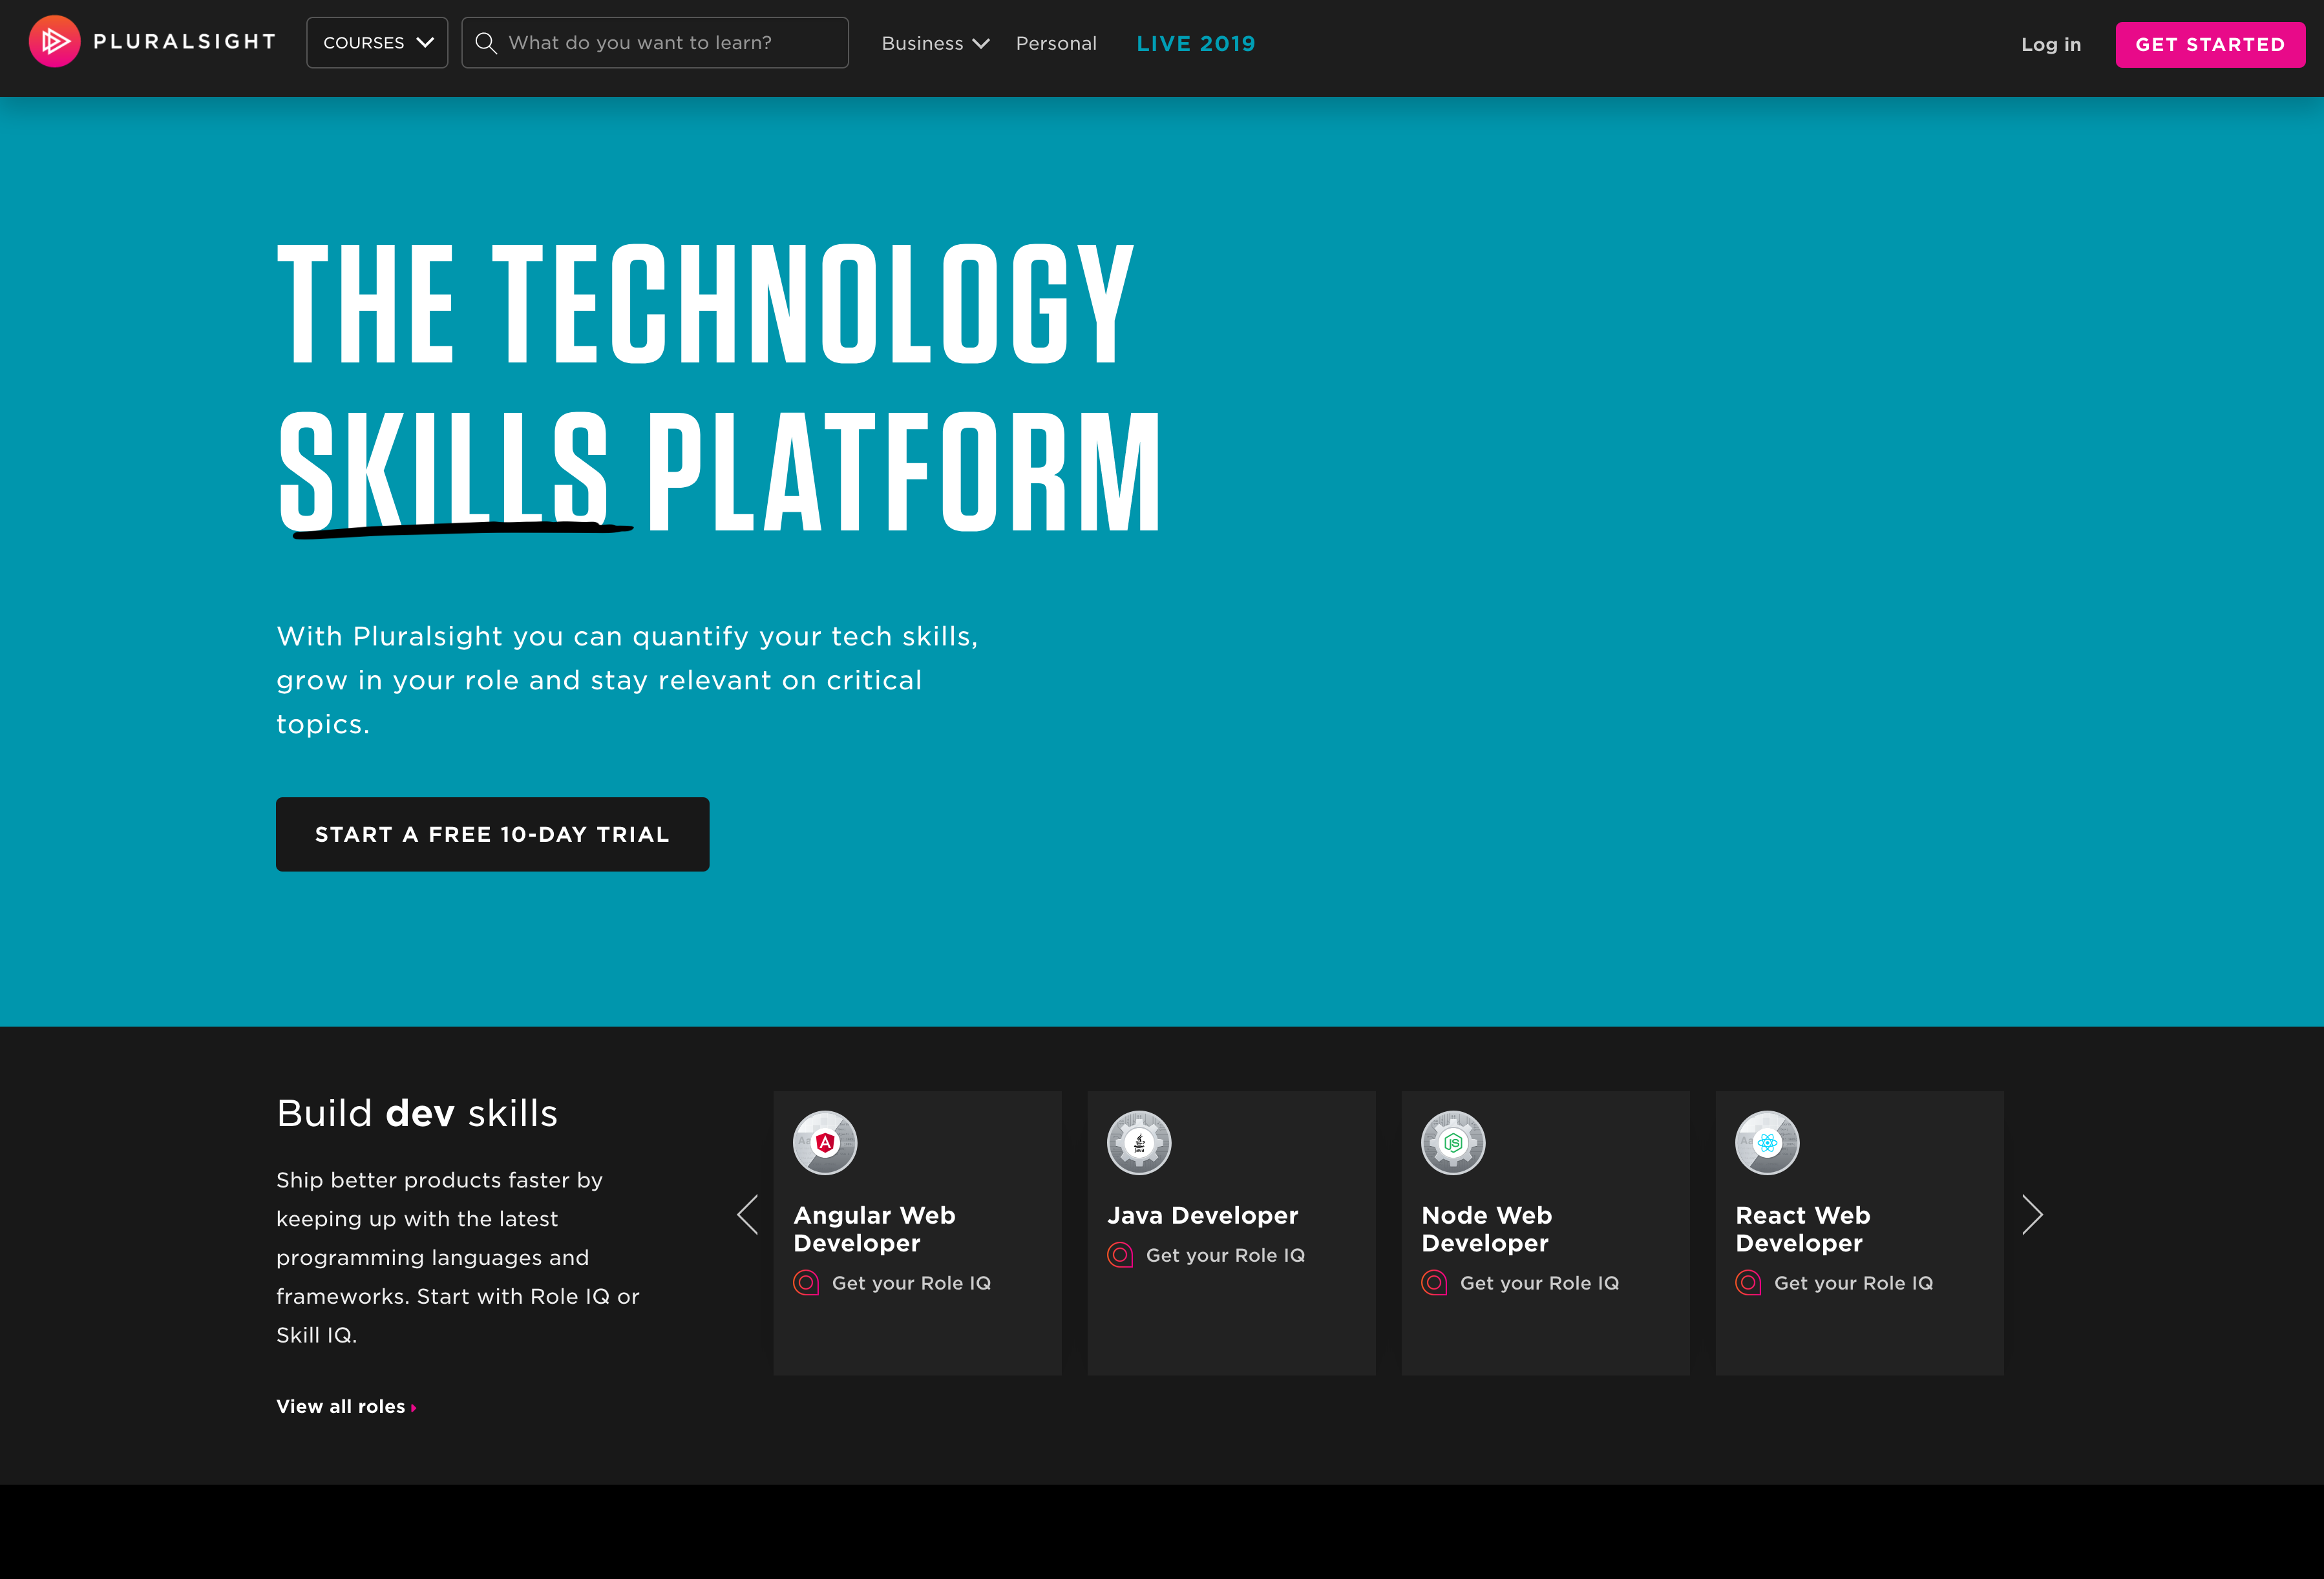 PLURALSIGHT
COURSES
What do you want to learn?
Business
Personal
LIVE 2019
Log in
GET STARTED
THE TECHNOLOGY
SKILLS PLATFORM
With Pluralsight you can quantify your tech skills,
grow in your role and stay relevant on critical
topics.
START A FREE 10-DAY TRIAL
Build dev skills
Ship better products faster by
keeping up with the latest
programming languages and
frameworks. Start with Role IQ or
Skill IQ.
View all roles
Angular Web
Developer
Get your Role IQ
Java Developer
Get your Role IQ
Node Web
Developer
Get your Role IQ
React Web
Developer
Get your Role IQ